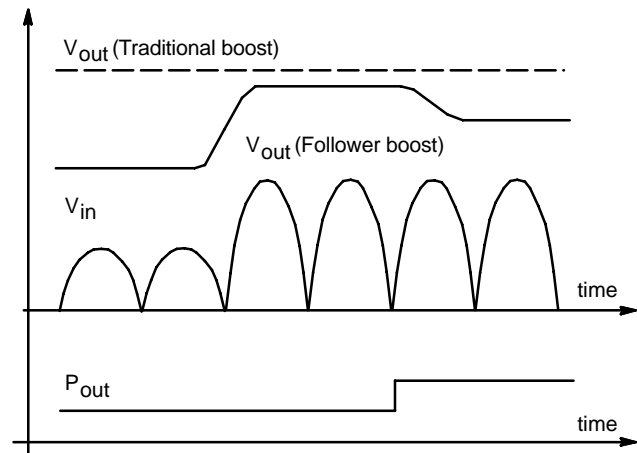 Vout (Traditional boost)
Vout (Follower boost)
Vin
time
Pout
time